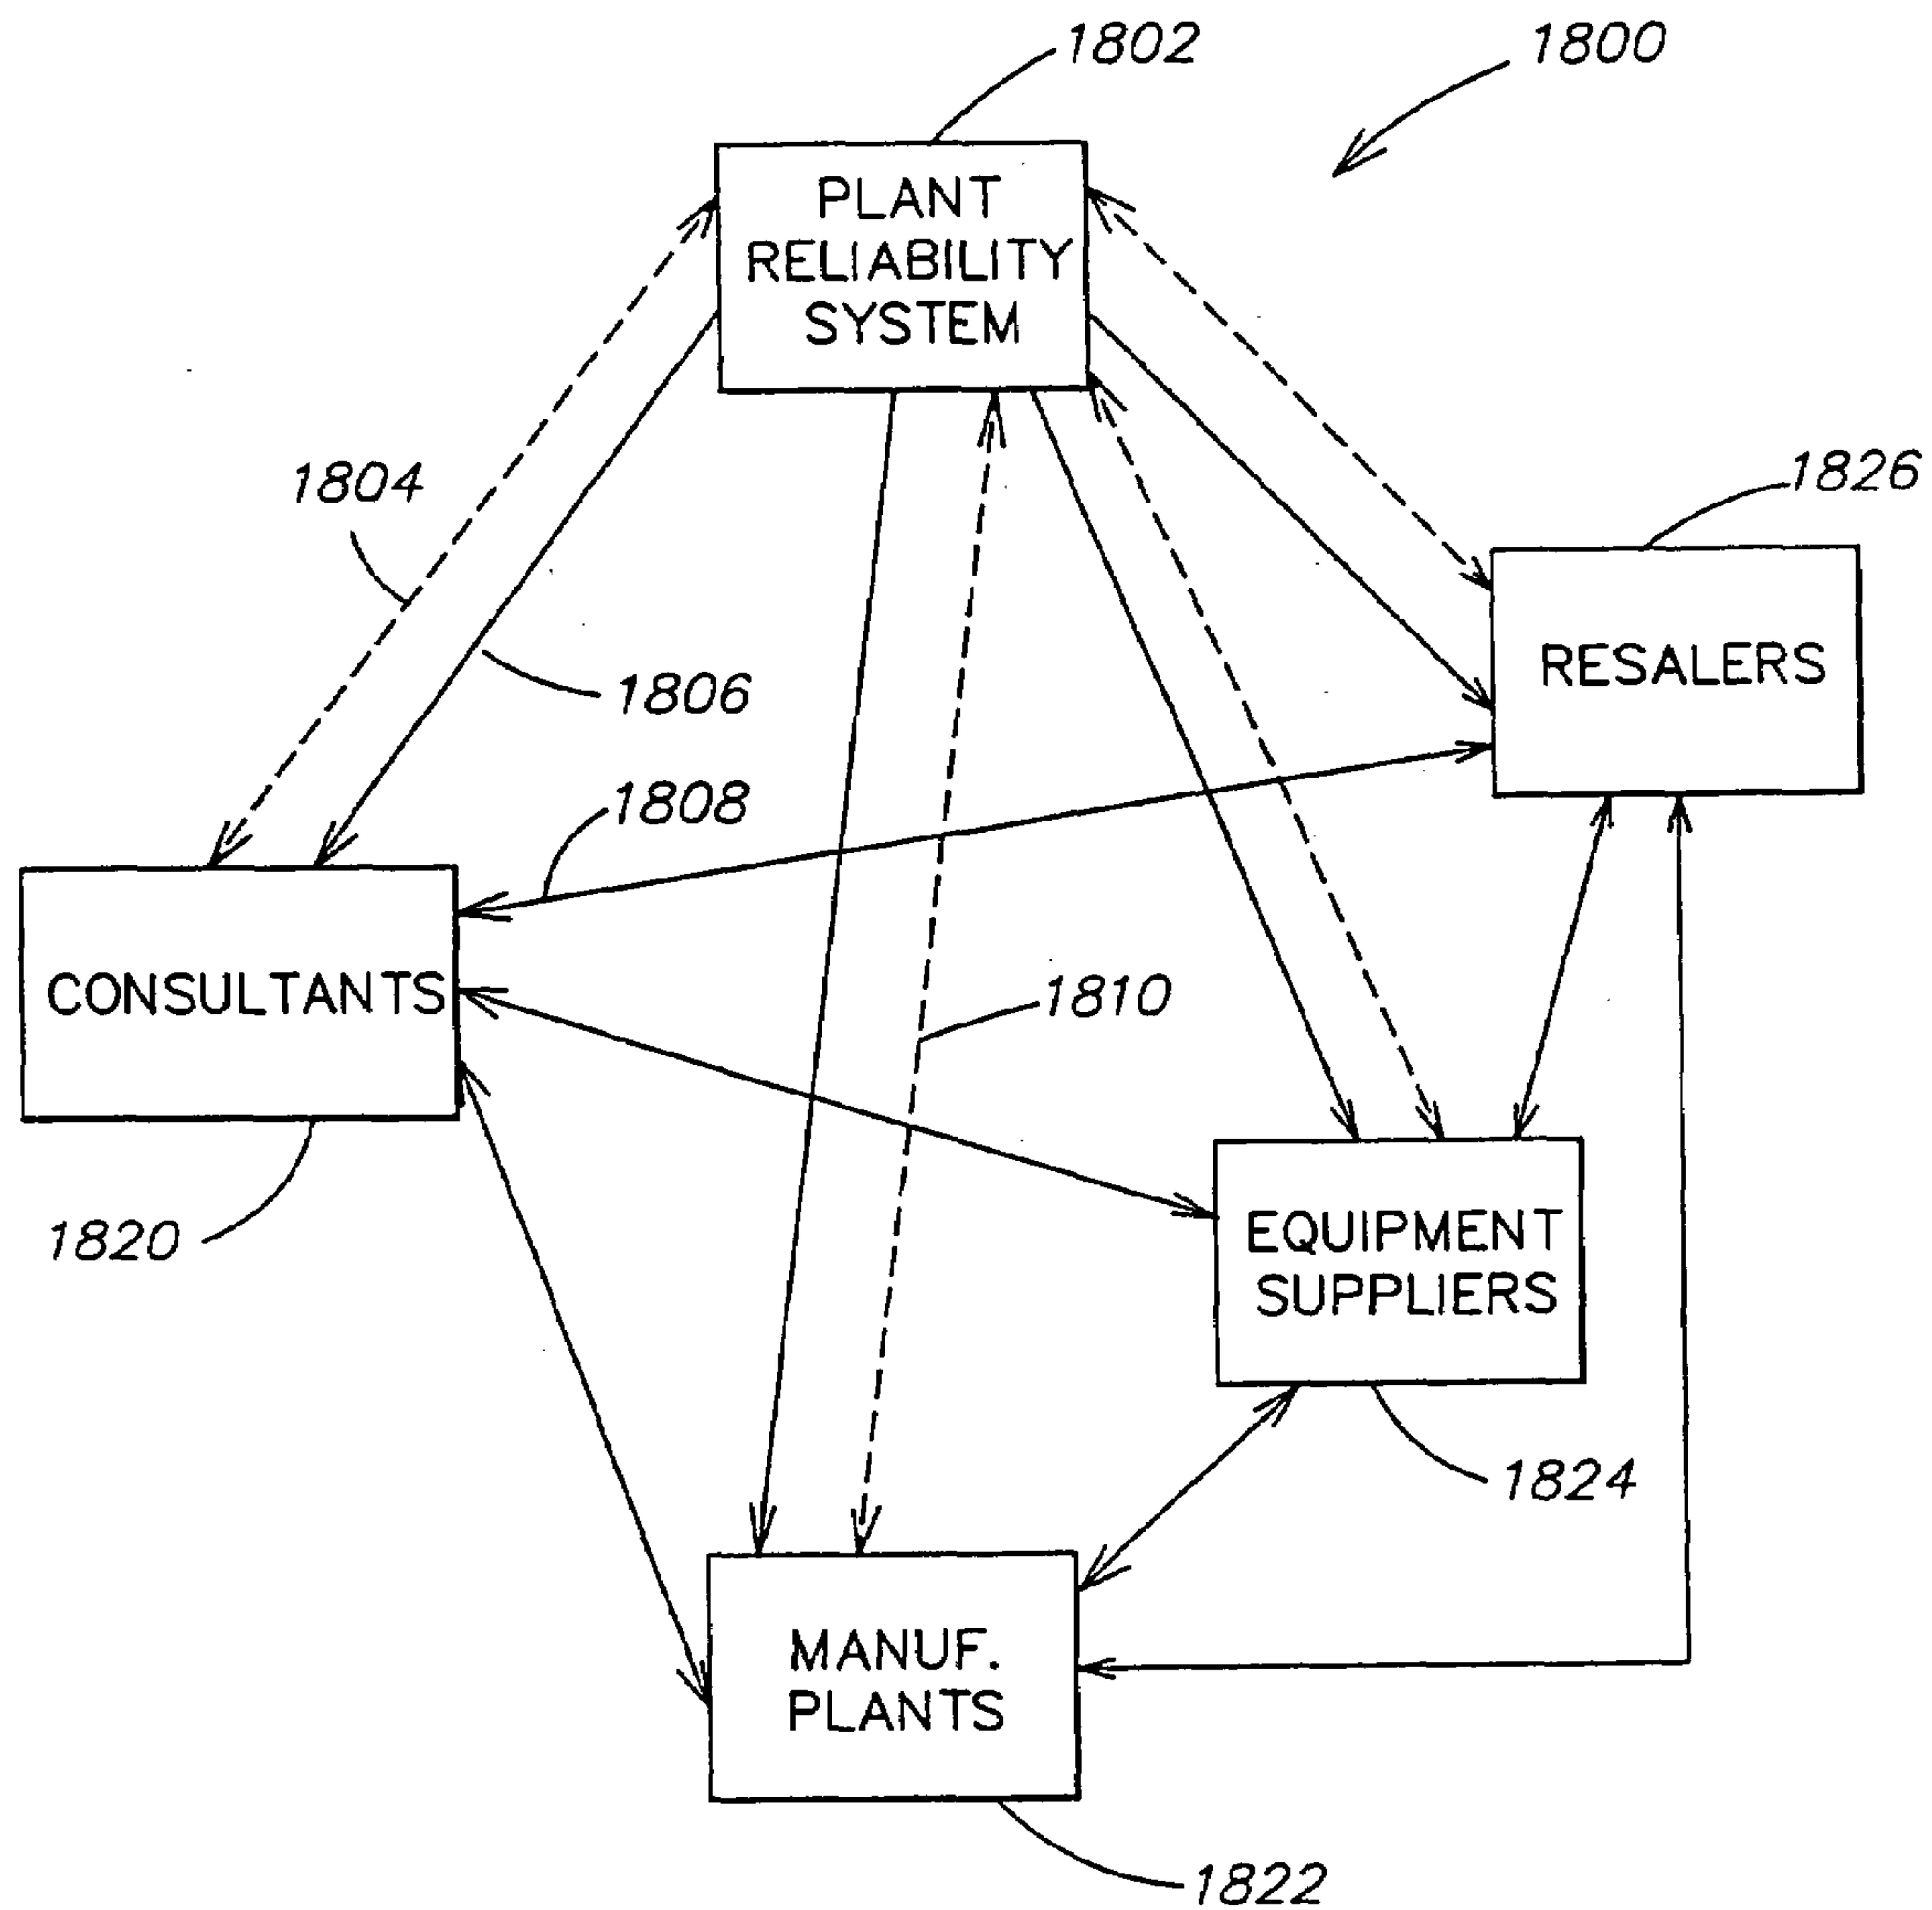 1802
1800
PLANT
RELIABILITY
SYSTEM
1804
1826
RESALERS
1806
1808
CONSULTANTS
1810
1820
EQUIPMENT
SUPPLIERS
1824
MANUF.
PLANTS
1822